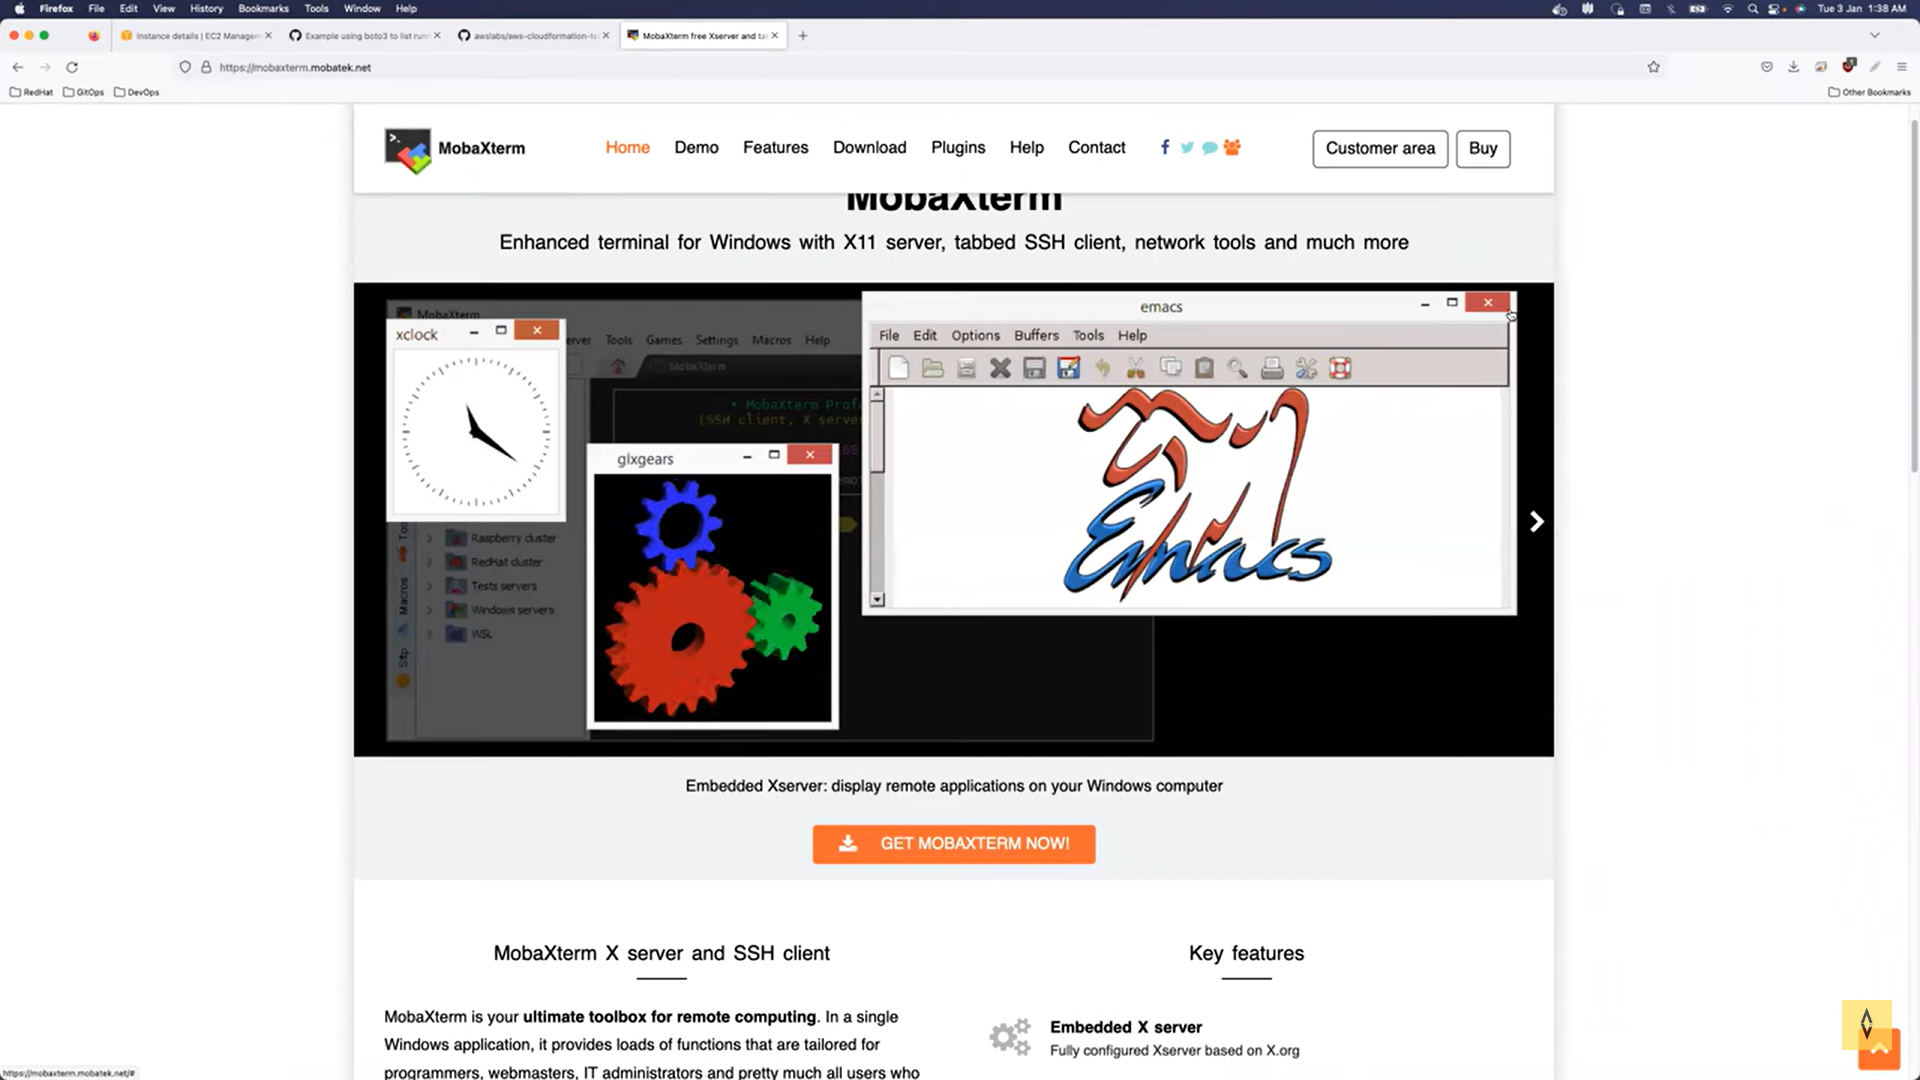 Firefox File Edit View History Bookmarks Tools Window Help
Tue 3 Jan 1:38 AM
Instance details | EC2 Managem
Example using boto3 to list runn
awslabs/aws-cloudformation-te
MobaXterm free Xserver and ta
https://mobaxterm.mobatek.net
RedHat GitOps DevOps
Other Bookmarks
MobaXterm
Home Demo Features Download Plugins Help Contact
Customer area Buy
MobaXterm
Enhanced terminal for Windows with X11 server, tabbed SSH client, network tools and much more
MobaXterm
emacs
xclock
Tools Games Settings Macros Help
File Edit Options Buffers Tools Help
MobaXterm
• MobaXterm Prof
(SSH client, X server
glxgears
Emacs
Raspberry cluster
RedHat cluster
Tests servers
Macros
Windows servers
WSL
Embedded Xserver: display remote applications on your Windows computer
GET MOBAXTERM NOW!
MobaXterm X server and SSH client
Key features
MobaXterm is your ultimate toolbox for remote computing. In a single
Windows application, it provides loads of functions that are tailored for
programmers, webmasters, IT administrators and pretty much all users who
Embedded X server
Fully configured Xserver based on X.org
https://mobaxterm.mobatek.net/#